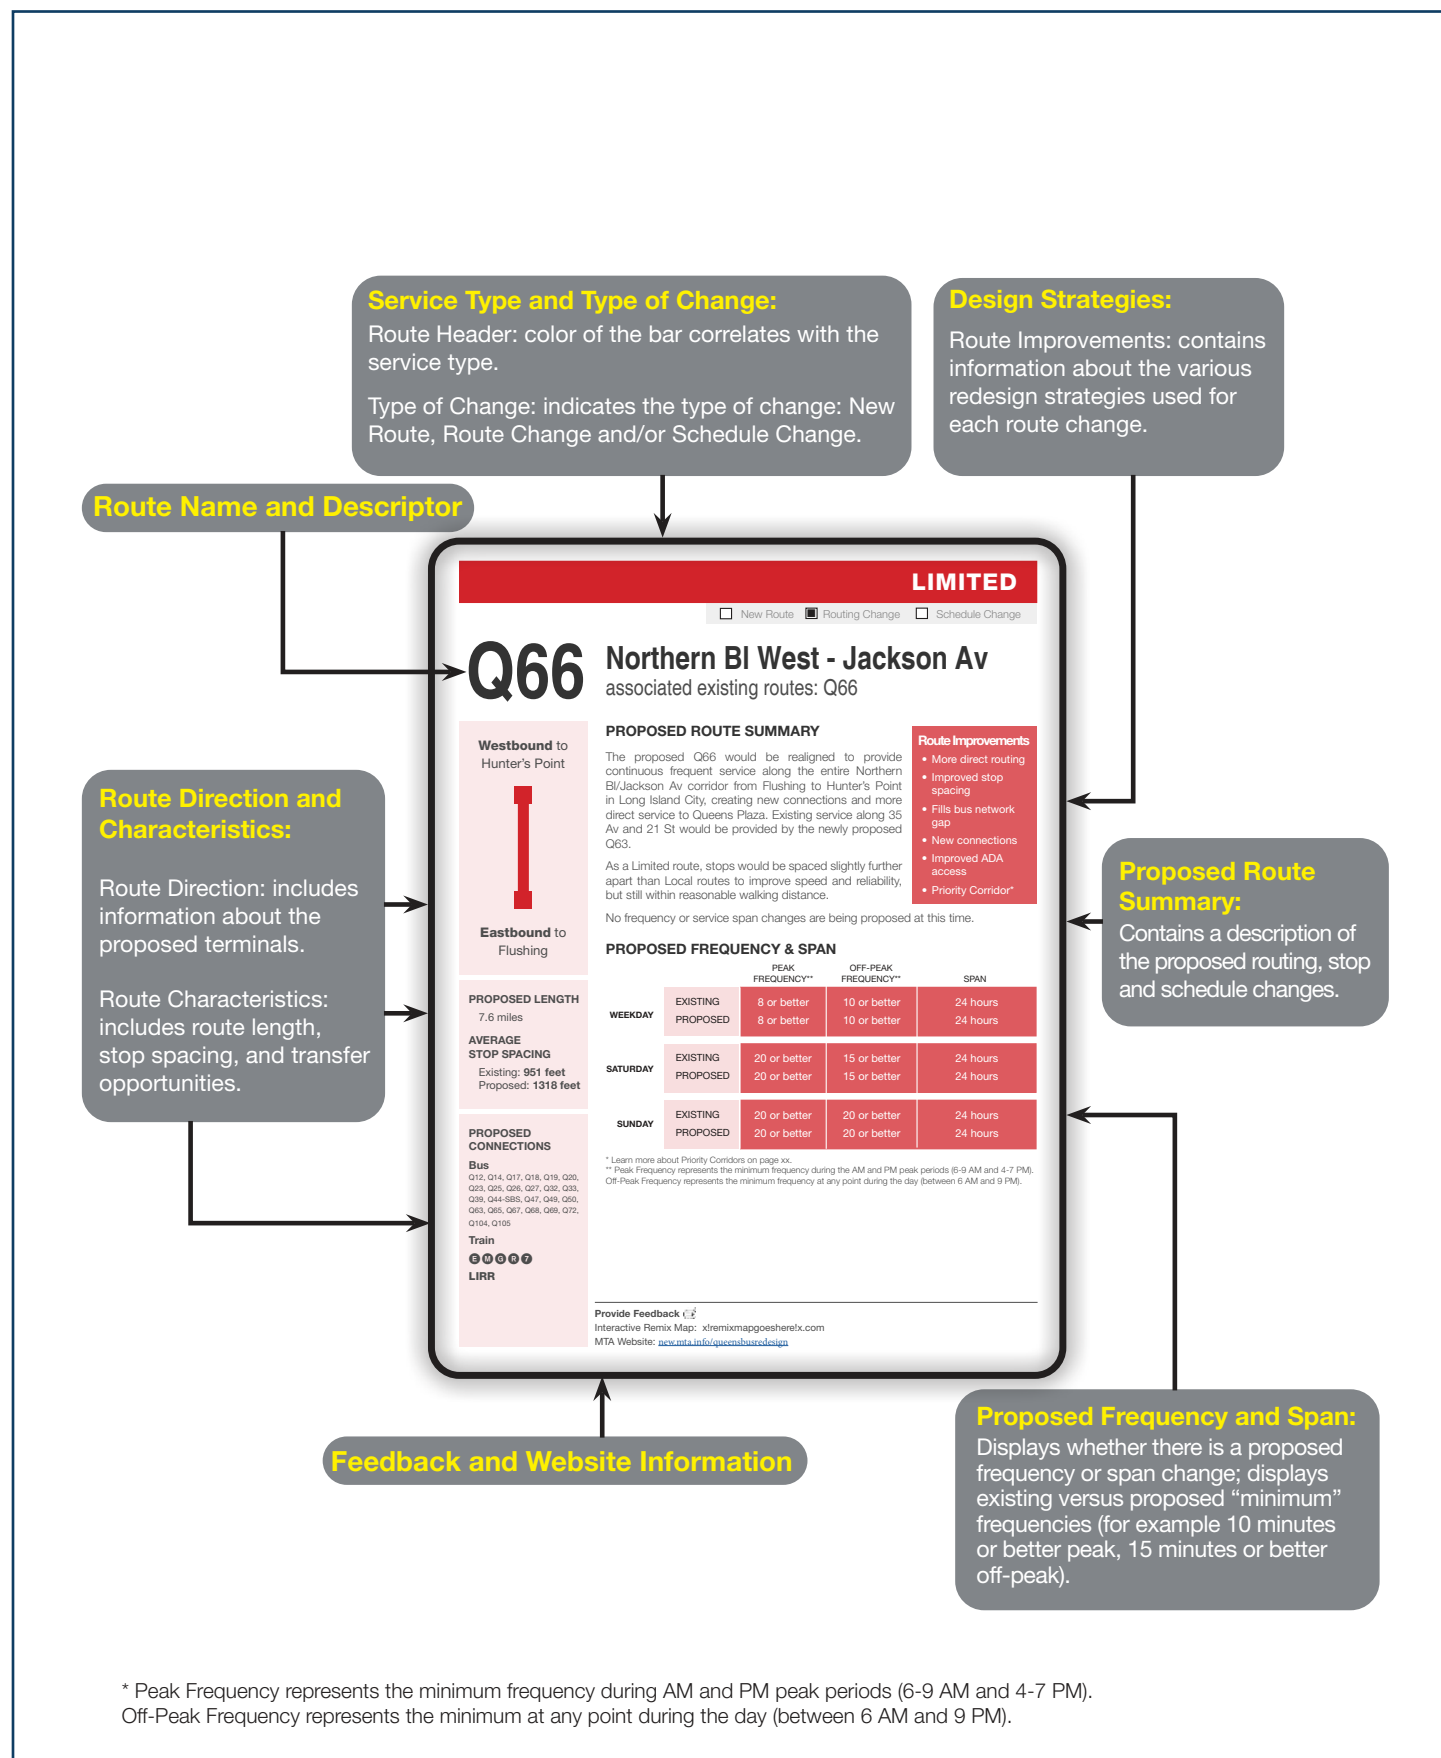 Service Type and Type of Change:
Route Header: color of the bar correlates with the
service type.
Type of Change: indicates the type of change: New
Route, Route Change and/or Schedule Change.
Design Strategies:
Route Improvements: contains
information about the various
redesign strategies used for
each route change.
Route Name and Descriptor
LIMITED
New Route Routing Change Schedule Change
Q66
Northern Bl West - Jackson Av
associated existing routes: Q66
Westbound to
Hunter's Point
Eastbound to
Flushing
PROPOSED ROUTE SUMMARY
The proposed Q66 would be realigned to provide
continuous frequent service along the entire Northern
Bl/Jackson Av corridor from Flushing to Hunter's Point
in Long Island City, creating new connections and more
direct service to Queens Plaza. Existing service along 35
Av and 21 St would be provided by the newly proposed
Q63.
As a Limited route, stops would be spaced slightly further
apart than Local routes to improve speed and reliability,
but still within reasonable walking distance.
No frequency or service span changes are being proposed at this time.
Route Improvements
• More direct routing
• Improved stop
spacing
• Fills bus network
gap
• New connections
• Improved ADA
access
• Priority Corridor*
PROPOSED LENGTH
7.6 miles
AVERAGE
STOP SPACING
Existing: 951 feet
Proposed: 1318 feet
PROPOSED
CONNECTIONS
Bus
Q12, Q14, Q17, Q18, Q19, Q20,
Q23, Q25, Q26, Q27, Q32, Q33,
Q39, Q44-SBS, Q47, Q49, Q50,
Q63, Q65, Q67, Q68, Q69, Q72,
Q104, Q105
Train
E M G R 7
LIRR
PROPOSED FREQUENCY & SPAN
PEAK FREQUENCY** OFF-PEAK FREQUENCY** SPAN
WEEKDAY
EXISTING 8 or better 10 or better 24 hours
PROPOSED 8 or better 10 or better 24 hours
SATURDAY
EXISTING 20 or better 15 or better 24 hours
PROPOSED 20 or better 15 or better 24 hours
SUNDAY
EXISTING 20 or better 20 or better 24 hours
PROPOSED 20 or better 20 or better 24 hours
* Learn more about Priority Corridors on page xx.
** Peak Frequency represents the minimum frequency during the AM and PM peak periods (6-9 AM and 4-7 PM).
Off-Peak Frequency represents the minimum frequency at any point during the day (between 6 AM and 9 PM).
Provide Feedback
Interactive Remix Map: x!remixmapgoeshere!x.com
MTA Website: new.mta.info/queensbusredesign
Route Direction and
Characteristics:
Route Direction: includes
information about the
proposed terminals.
Route Characteristics:
includes route length,
stop spacing, and transfer
opportunities.
Proposed Route
Summary:
Contains a description of
the proposed routing, stop
and schedule changes.
Feedback and Website Information
Proposed Frequency and Span:
Displays whether there is a proposed
frequency or span change; displays
existing versus proposed “minimum”
frequencies (for example 10 minutes
or better peak, 15 minutes or better
off-peak).
* Peak Frequency represents the minimum frequency during AM and PM peak periods (6-9 AM and 4-7 PM).
Off-Peak Frequency represents the minimum at any point during the day (between 6 AM and 9 PM).